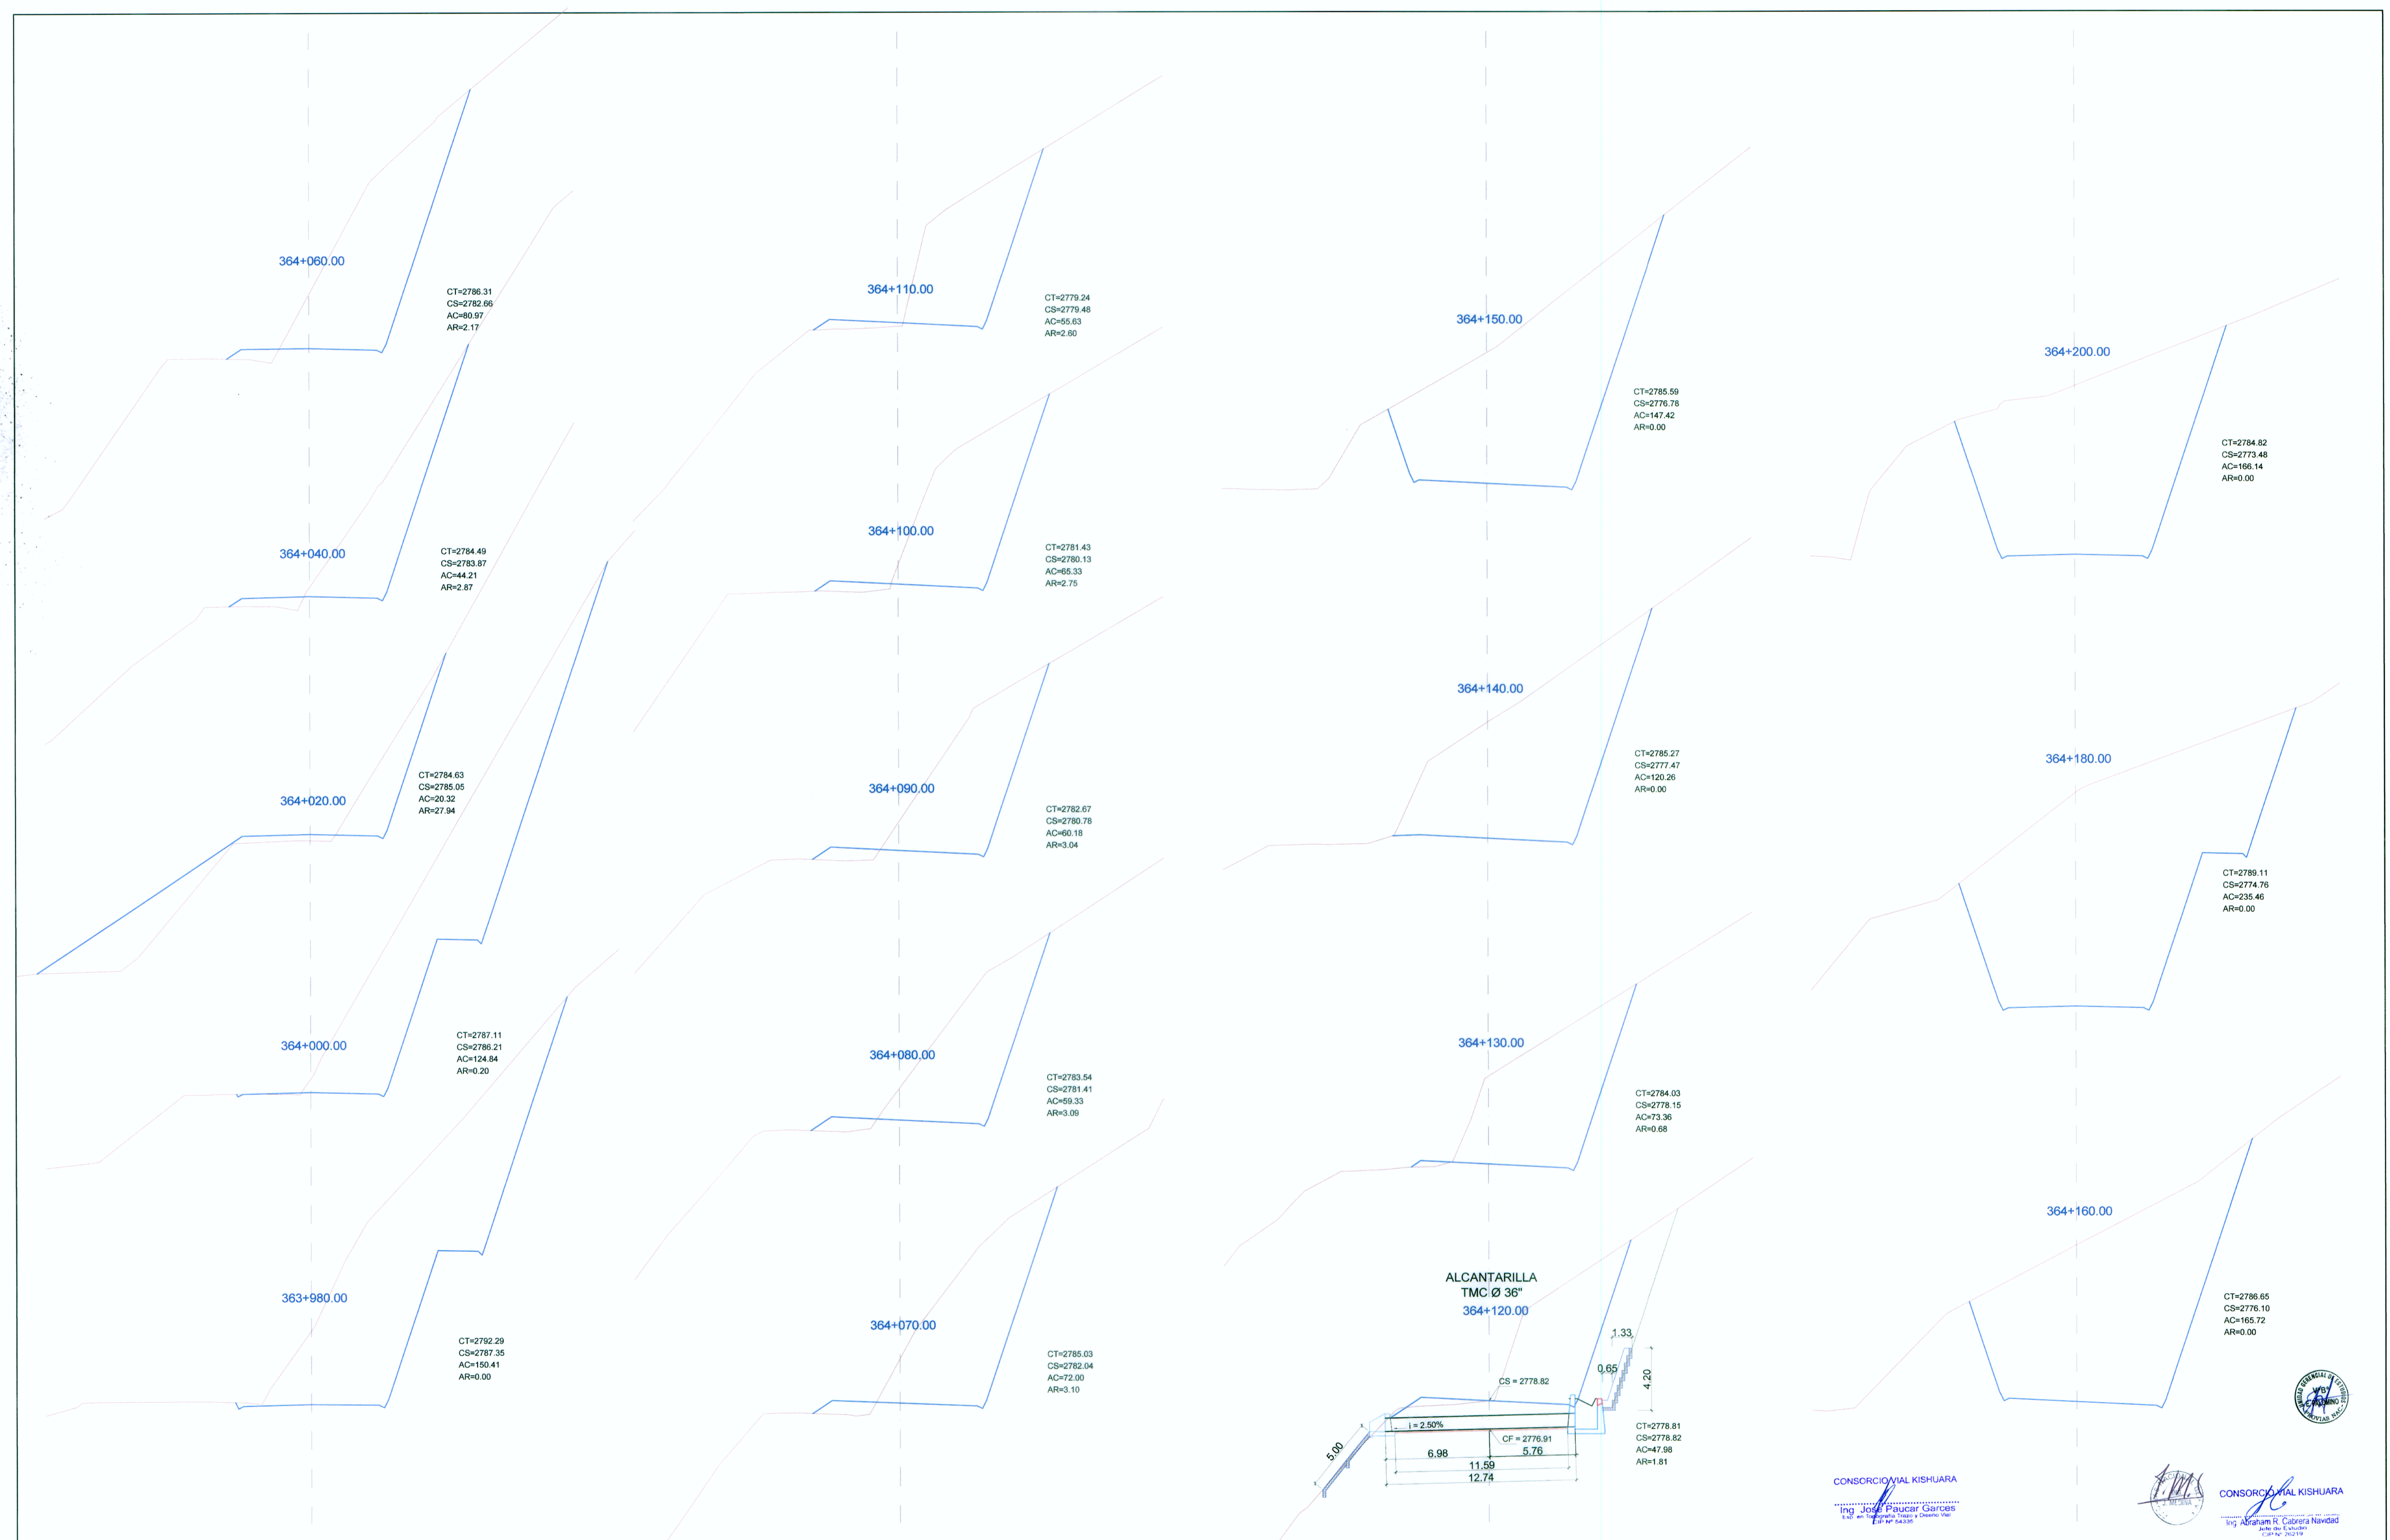 364+060.00
CT=2786.31
CS=2782.66
AC=80.97
AR=2.17
364+040.00
CT=2784.49
CS=2783.87
AC=44.21
AR=2.87
364+020.00
CT=2784.63
CS=2785.05
AC=20.32
AR=27.94
364+000.00
CT=2787.11
CS=2786.21
AC=124.84
AR=0.20
363+980.00
CT=2792.29
CS=2787.35
AC=150.41
AR=0.00
364+110.00
CT=2779.24
CS=2779.48
AC=55.63
AR=2.60
364+100.00
CT=2781.43
CS=2780.13
AC=65.33
AR=2.75
364+090.00
CT=2782.67
CS=2780.78
AC=60.18
AR=3.04
364+080.00
CT=2783.54
CS=2781.41
AC=59.33
AR=3.09
364+070.00
CT=2785.03
CS=2782.04
AC=72.00
AR=3.10
364+150.00
CT=2785.59
CS=2776.78
AC=147.42
AR=0.00
364+140.00
CT=2785.27
CS=2777.47
AC=120.26
AR=0.00
364+130.00
CT=2784.03
CS=2778.15
AC=73.36
AR=0.68
ALCANTARILLA
TMC Ø 36"
364+120.00
1.33
0.65
4.20
CS = 2778.82
i = 2.50%
CF = 2776.91
5.00
6.98
5.76
11.59
12.74
CT=2778.81
CS=2778.82
AC=47.98
AR=1.81
364+200.00
CT=2784.82
CS=2773.48
AC=166.14
AR=0.00
364+180.00
CT=2789.11
CS=2774.76
AC=235.46
AR=0.00
364+160.00
CT=2786.65
CS=2776.10
AC=165.72
AR=0.00
CONSORCIO VIAL KISHUARA
Ing José Paucar Garces
Esp. en Topografía Trazo y Diseño Vial
CIP Nº 54336
J. MEDINA
CONSORCIO VIAL KISHUARA
Ing Abraham R. Cabrera Navidad
Jefe de Estudio
CIP Nº 26219